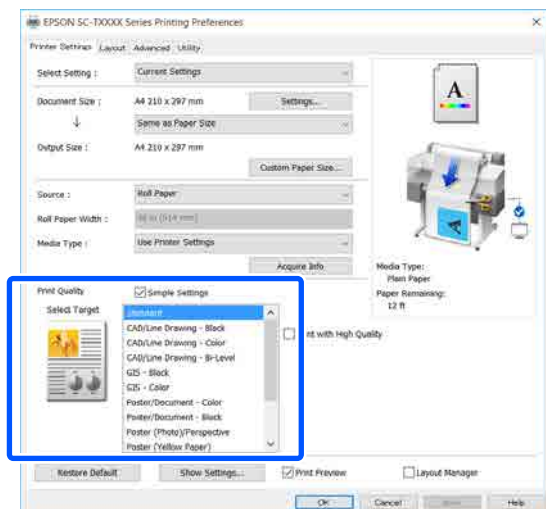 EPSON SC-TXXXX Series Printing Preferences
Printer Settings Layout Advanced Utility
Select Setting : Current Settings
Document Size : A4 210 x 297 mm Settings...
Same as Paper Size
Output Size : A4 210 x 297 mm
Custom Paper Size...
Source : Roll Paper
Roll Paper Width :
Media Type : Use Printer Settings
Acquire Info
A
Media Type:
Plain Paper
Paper Remaining:
12 ft
Print Quality Simple Settings
Select Target Standard
CAD/Line Drawing - Black
CAD/Line Drawing - Color
CAD/Line Drawing - Bi-Level
GIS - Black
GIS - Color
Poster/Document - Color
Poster/Document - Black
Poster (Photo)/Perspective
Poster (Yellow Paper)
nt with High Quality
Restore Default Show Settings... Print Preview Layout Manager
OK Cancel Help